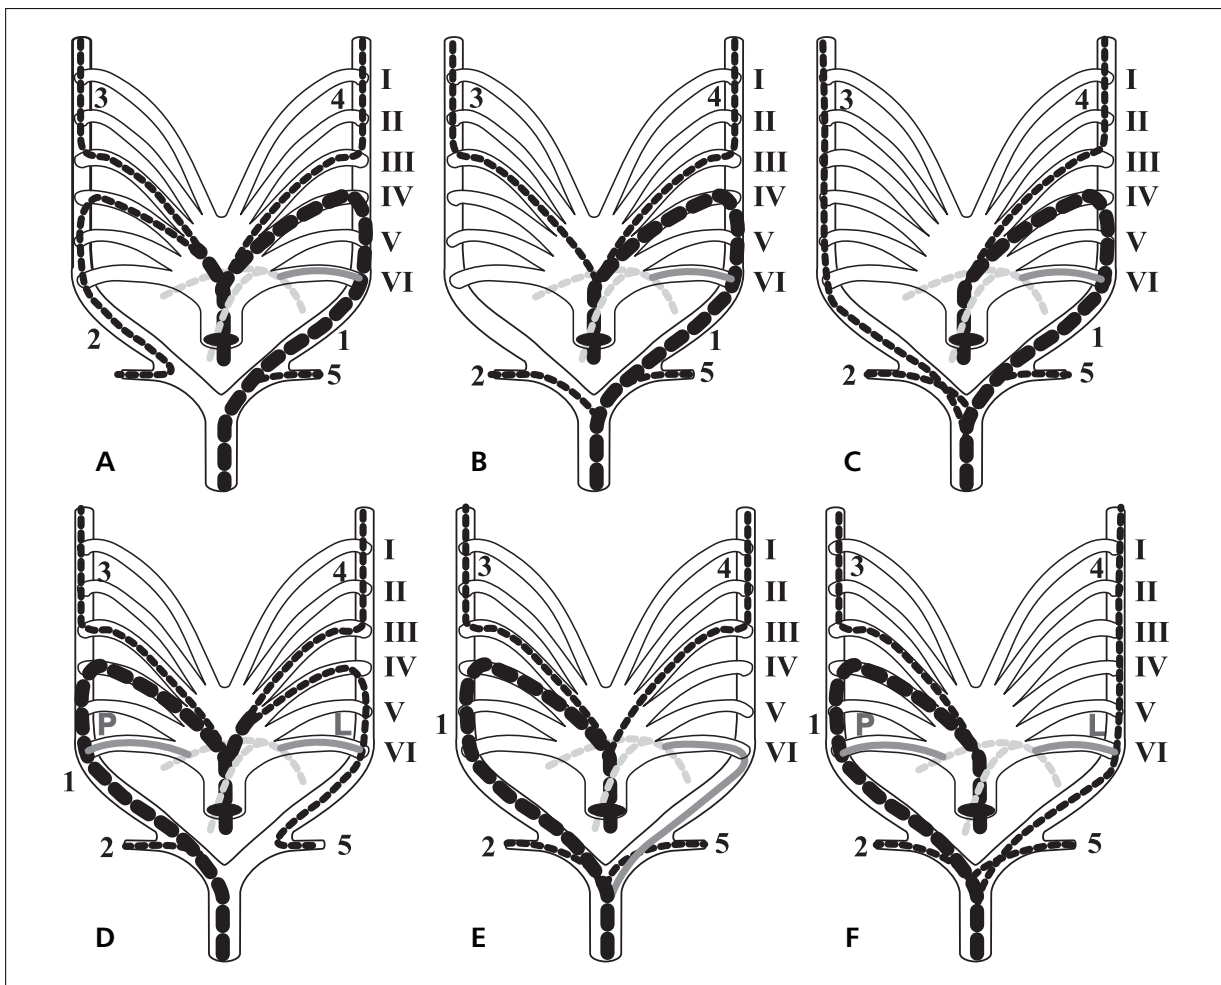 I I I
3 4 3 4 3 4
II II II
III III III
IV IV IV
V V V
VI VI VI
2 1 1 1
5 2 5 2 5
A B C
I I I
3 4 3 4 3 4
II II II
III III III
IV IV IV
P L V 1 V 1 P L V
VI VI VI
1
2 5 2 5 2 5
D E F